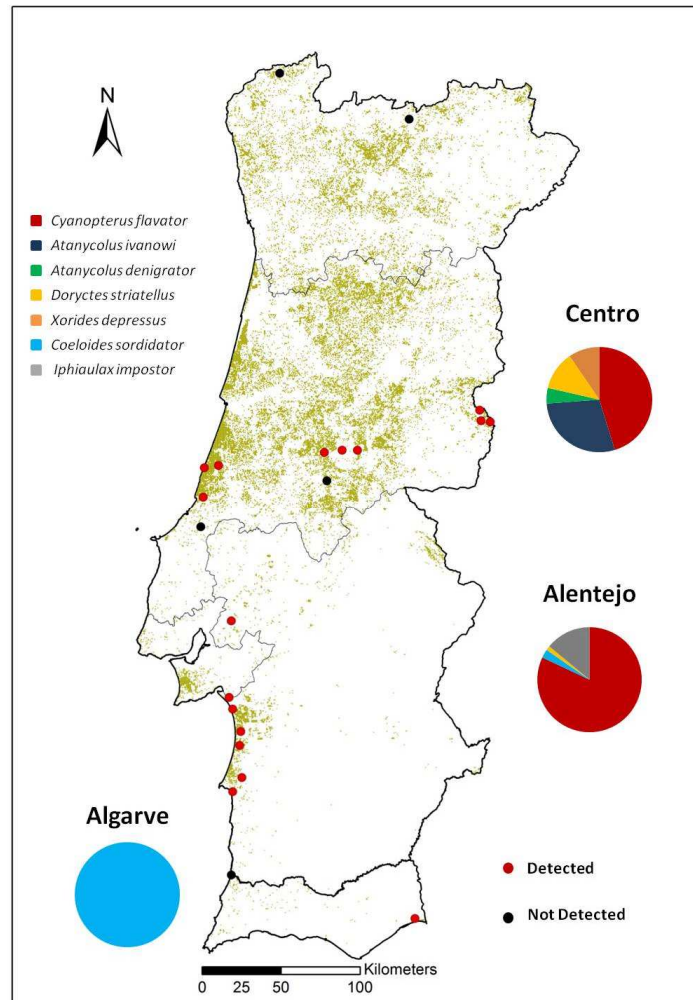 N
Cyanopterus flavator
Atanycolus ivanowi
Atanycolus denigrator
Doryctes striatellus
Xorides depressus
Coeloides sordidator
Iphiaulax impostor
Centro
Alentejo
Algarve
Detected
Not Detected
Kilometers
0 25 50 100